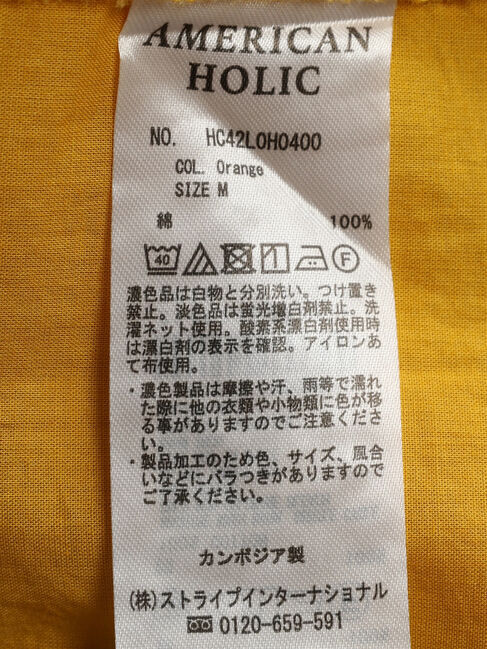 AMERICAN
HOLIC
NO. HC42L0H0400
COL. Orange
SIZE M
綿 100%
40
濃色品は白物と分別洗い。つけ置き
禁止。淡色品は蛍光増白剤禁止。洗
濯ネット使用。酸素系漂白剤使用時
は漂白剤の表示を確認。アイロンあ
て布使用。
・濃色製品は摩擦や汗、雨等で濡れ
た際に他の衣類や小物類に色が移
る事がありますのでご注意くださ
い。
・製品加工のため色、サイズ、風合
いなどにバラつきがありますので
ご了承ください。
カンボジア製
(株)ストライプインターナショナル
0120-659-591